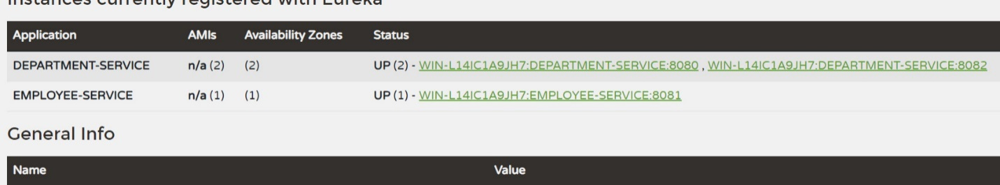 Instances currently registered with Eureka
Application AMIs Availability Zones Status
DEPARTMENT-SERVICE n/a (2) (2) UP (2) - WIN-L14IC1A9JH7:DEPARTMENT-SERVICE:8080 , WIN-L14IC1A9JH7:DEPARTMENT-SERVICE:8082
EMPLOYEE-SERVICE n/a (1) (1) UP (1) - WIN-L14IC1A9JH7:EMPLOYEE-SERVICE:8081
General Info
Name Value